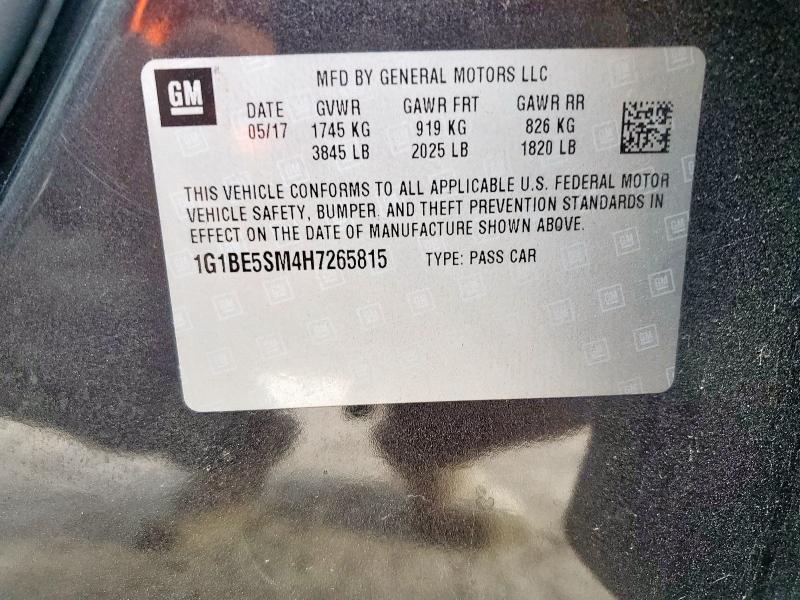 GM
MFD BY GENERAL MOTORS LLC
DATE GVWR GAWR FRT GAWR RR
05/17 1745 KG 919 KG 826 KG
3845 LB 2025 LB 1820 LB
THIS VEHICLE CONFORMS TO ALL APPLICABLE U.S. FEDERAL MOTOR
VEHICLE SAFETY, BUMPER, AND THEFT PREVENTION STANDARDS IN
EFFECT ON THE DATE OF MANUFACTURE SHOWN ABOVE.
1G1BE5SM4H7265815 TYPE: PASS CAR